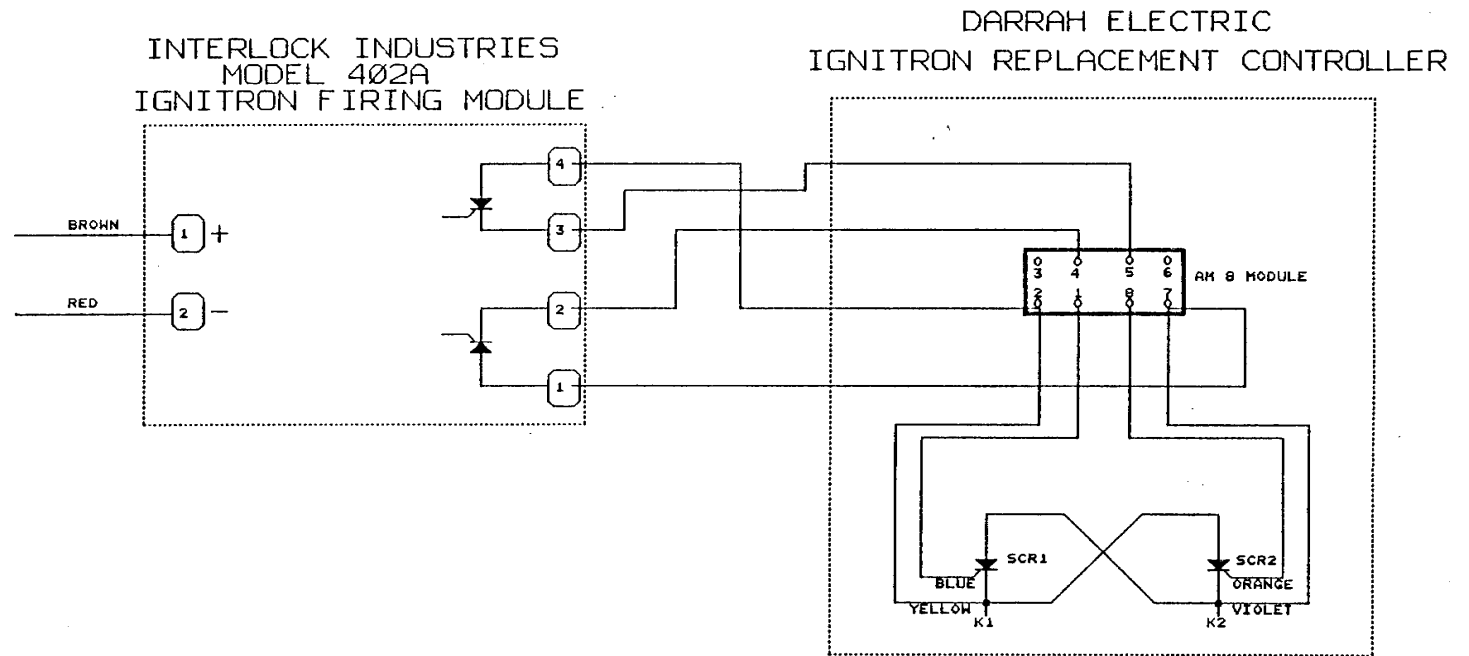 DARRAH ELECTRIC
IGNITRON REPLACEMENT CONTROLLER
INTERLOCK INDUSTRIES
MODEL 402A
IGNITRON FIRING MODULE
4
3
BROWN
1 +
RED
2 -
2
1
3 4 5 6
2 1 8 7
AM 8 MODULE
SCR1
SCR2
BLUE
ORANGE
YELLOW
VIOLET
K1
K2